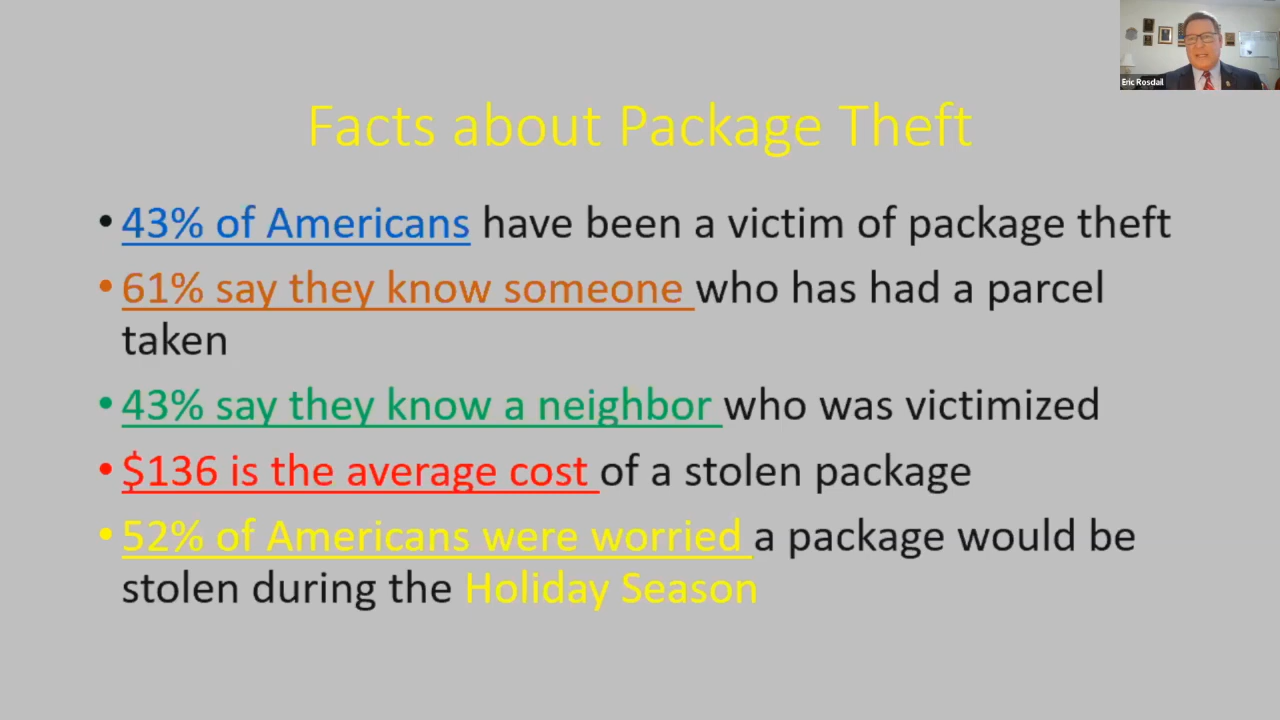 Eric Rosdail
Facts about Package Theft
• 43% of Americans have been a victim of package theft
• 61% say they know someone who has had a parcel
taken
• 43% say they know a neighbor who was victimized
• $136 is the average cost of a stolen package
• 52% of Americans were worried a package would be
stolen during the Holiday Season